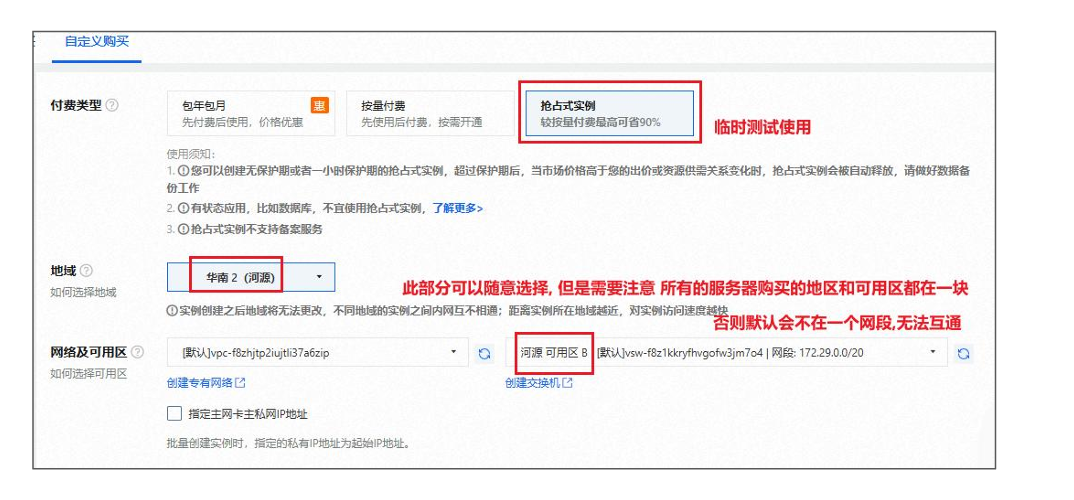 自定义购买
付费类型
包年包月 惠
先付费后使用，价格优惠
按量付费
先使用后付费，按需开通
抢占式实例
较按量付费最高可省90%
临时测试使用
使用须知：
1. ①您可以创建无保护期或者一小时保护期的抢占式实例，超过保护期后，当市场价格高于您的出价或资源供需关系变化时，抢占式实例会被自动释放，请做好数据备
份工作
2. ①有状态应用，比如数据库，不宜使用抢占式实例，了解更多>
3. ①抢占式实例不支持备案服务
地域
如何选择地域
华南 2（河源）
此部分可以随意选择, 但是需要注意 所有的服务器购买的地区和可用区都在一块
①实例创建之后地域将无法更改，不同地域的实例之间内网互不相通；距离实例所在地域越近，对实例访问速度越快
否则默认会不在一个网段,无法互通
网络及可用区
如何选择可用区
[默认]vpc-f8zhjtp2iujtli37a6zip
河源 可用区 B
[默认]vsw-f8z1kkryfhvgofw3jm7o4 | 网段: 172.29.0.0/20
创建专有网络
创建交换机
指定主网卡主私网IP地址
批量创建实例时，指定的私有IP地址为起始IP地址。